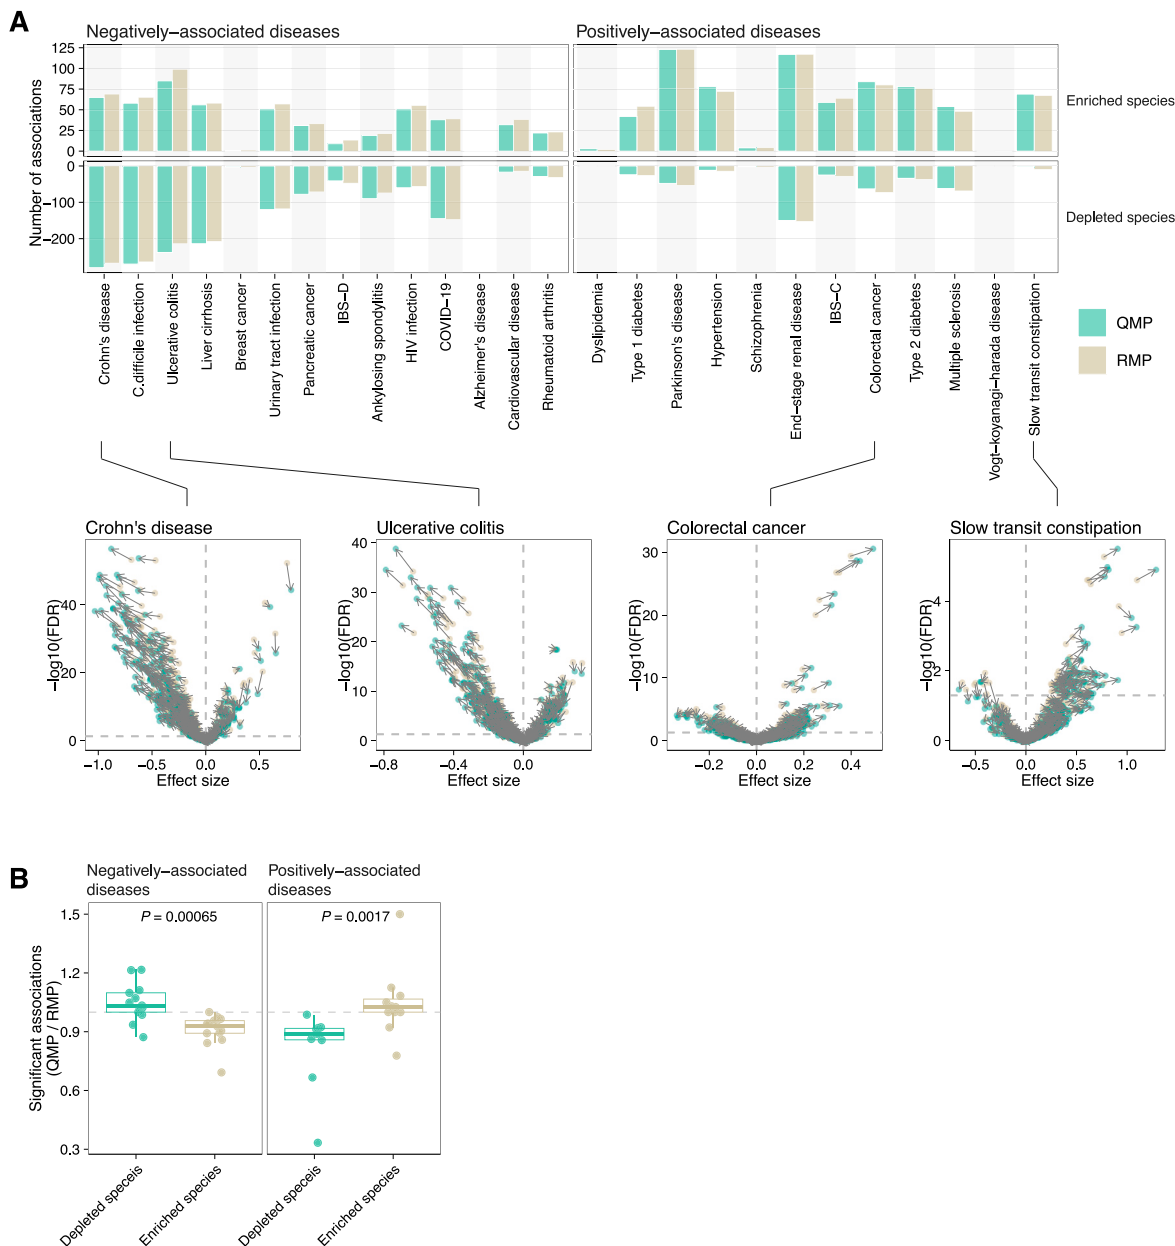 A
Negatively−associated diseases
Positively−associated diseases
Number of associations
125
100
75
50
25
0
0
−100
−200
Enriched species
Depleted species
Crohn's disease
C.difficile infection
Ulcerative colitis
Liver cirrhosis
Breast cancer
Urinary tract infection
Pancreatic cancer
IBS−D
Ankylosing spondylitis
HIV infection
COVID−19
Alzheimer's disease
Cardiovascular disease
Rheumatoid arthritis
Dyslipidemia
Type 1 diabetes
Parkinson's disease
Hypertension
Schizophrenia
End−stage renal disease
IBS−C
Colorectal cancer
Type 2 diabetes
Multiple sclerosis
Vogt−koyanagi−harada disease
Slow transit constipation
QMP
RMP
Crohn's disease
−log10(FDR)
40
20
0
−1.0
−0.5
0.0
0.5
Effect size
Ulcerative colitis
−log10(FDR)
40
30
20
10
0
−0.8
−0.4
0.0
Effect size
Colorectal cancer
−log10(FDR)
30
20
10
0
−0.2
0.0
0.2
0.4
Effect size
Slow transit constipation
−log10(FDR)
4
2
0
−0.5
0.0
0.5
1.0
Effect size
B
Negatively−associated
diseases
Positively−associated
diseases
Significant associations
(QMP / RMP)
1.5
1.2
0.9
0.6
0.3
P = 0.00065
P = 0.0017
Depleted speceis
Enriched species
Depleted speceis
Enriched species